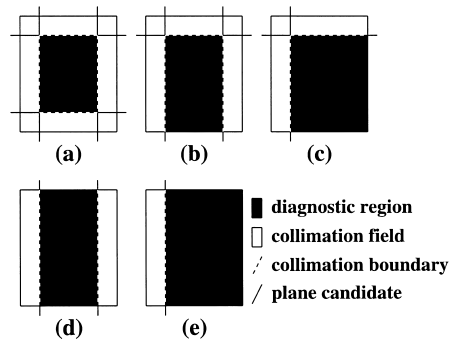 (a)
(b)
(c)
(d)
(e)
diagnostic region
collimation field
collimation boundary
plane candidate